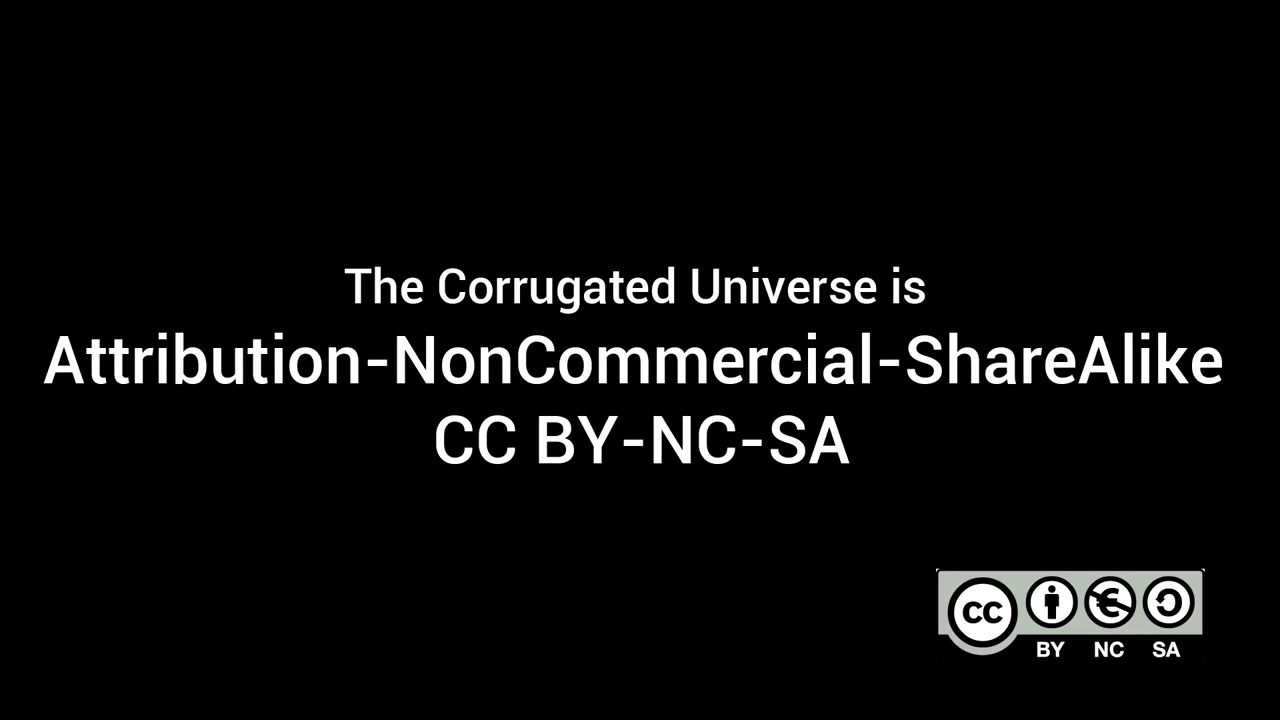 The Corrugated Universe is
Attribution-NonCommercial-ShareAlike
CC BY-NC-SA
cc
BY NC SA